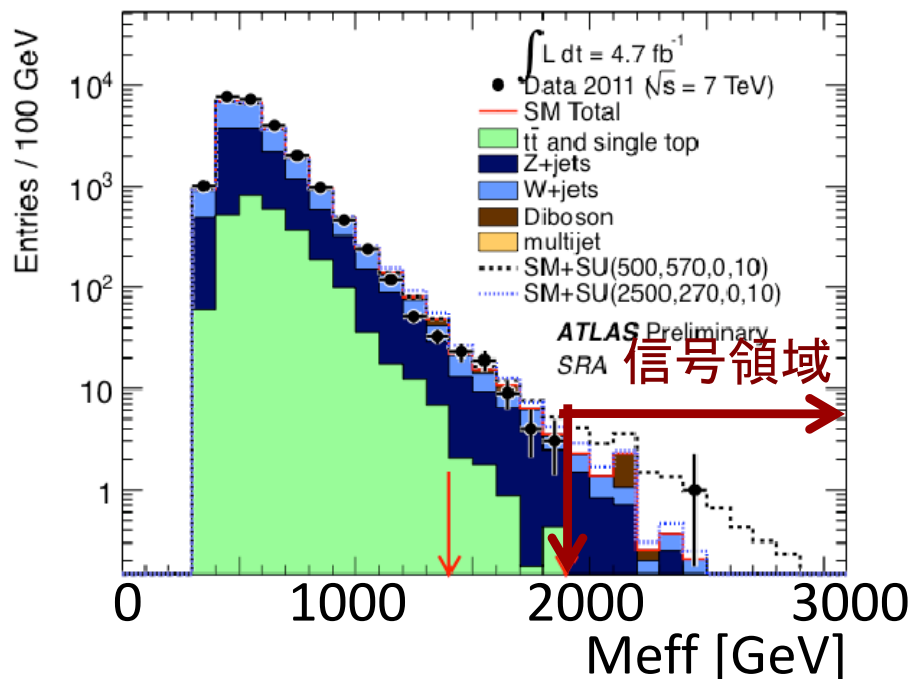 Entries / 100 GeV
10⁴
10³
10²
10
1
∫ L dt = 4.7 fb⁻¹
Data 2011 (√s = 7 TeV)
SM Total
tt̄ and single top
Z+jets
W+jets
Diboson
multijet
SM+SU(500,570,0,10)
SM+SU(2500,270,0,10)
ATLAS Preliminary
SRA
信号領域
0 1000 2000 3000
Meff [GeV]